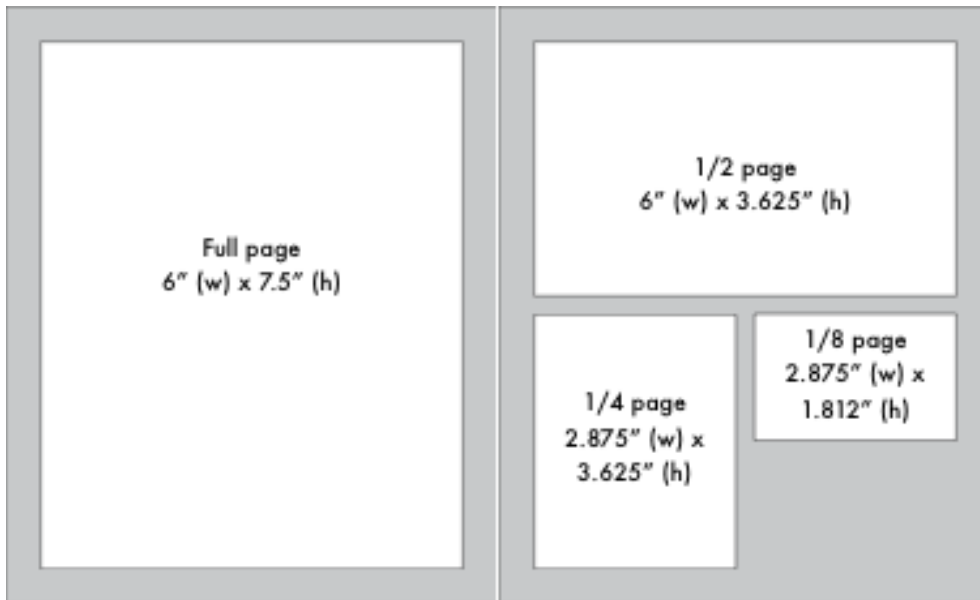 Full page
6” (w) x 7.5” (h)
1/2 page
6” (w) x 3.625” (h)
1/4 page
2.875” (w) x
3.625” (h)
1/8 page
2.875” (w) x
1.812” (h)